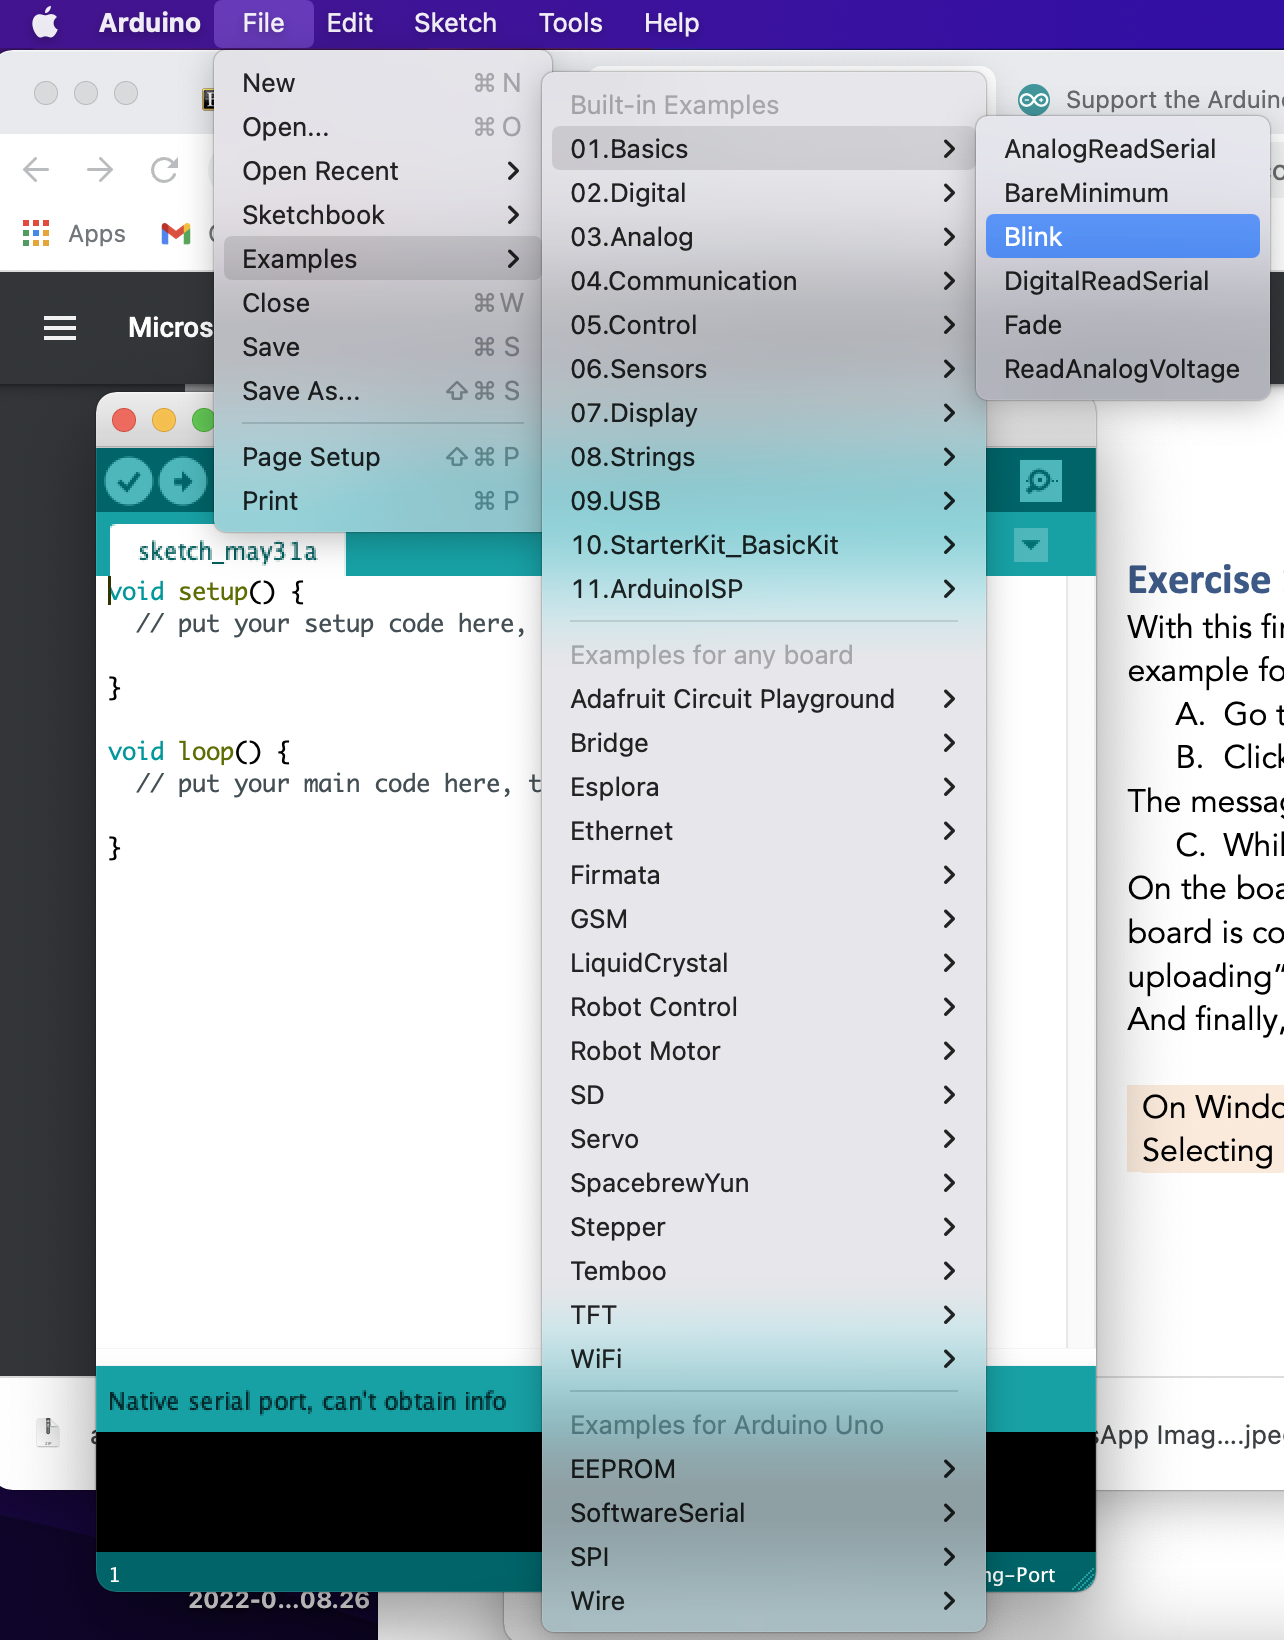 Arduino File Edit Sketch Tools Help
New ⌘ N
Open... ⌘ O
Open Recent
Sketchbook
Examples
Close ⌘ W
Save ⌘ S
Save As... ⇧ ⌘ S
Page Setup ⇧ ⌘ P
Print ⌘ P
Built-in Examples
01.Basics
02.Digital
03.Analog
04.Communication
05.Control
06.Sensors
07.Display
08.Strings
09.USB
10.StarterKit_BasicKit
11.ArduinoISP
Examples for any board
Adafruit Circuit Playground
Bridge
Esplora
Ethernet
Firmata
GSM
LiquidCrystal
Robot Control
Robot Motor
SD
Servo
SpacebrewYun
Stepper
Temboo
TFT
WiFi
Examples for Arduino Uno
EEPROM
SoftwareSerial
SPI
Wire
AnalogReadSerial
BareMinimum
Blink
DigitalReadSerial
Fade
ReadAnalogVoltage
Support the Arduin
Apps
Micros
sketch_may31a
void setup() {
// put your setup code here,
}
void loop() {
// put your main code here, t
}
Native serial port, can't obtain info
1
ng-Port
Exercise
With this fi
example fo
A. Go t
B. Click
The messag
C. Whil
On the boa
board is co
uploading"
And finally,
On Windo
Selecting
sApp Imag....jpe
2022-0...08.26